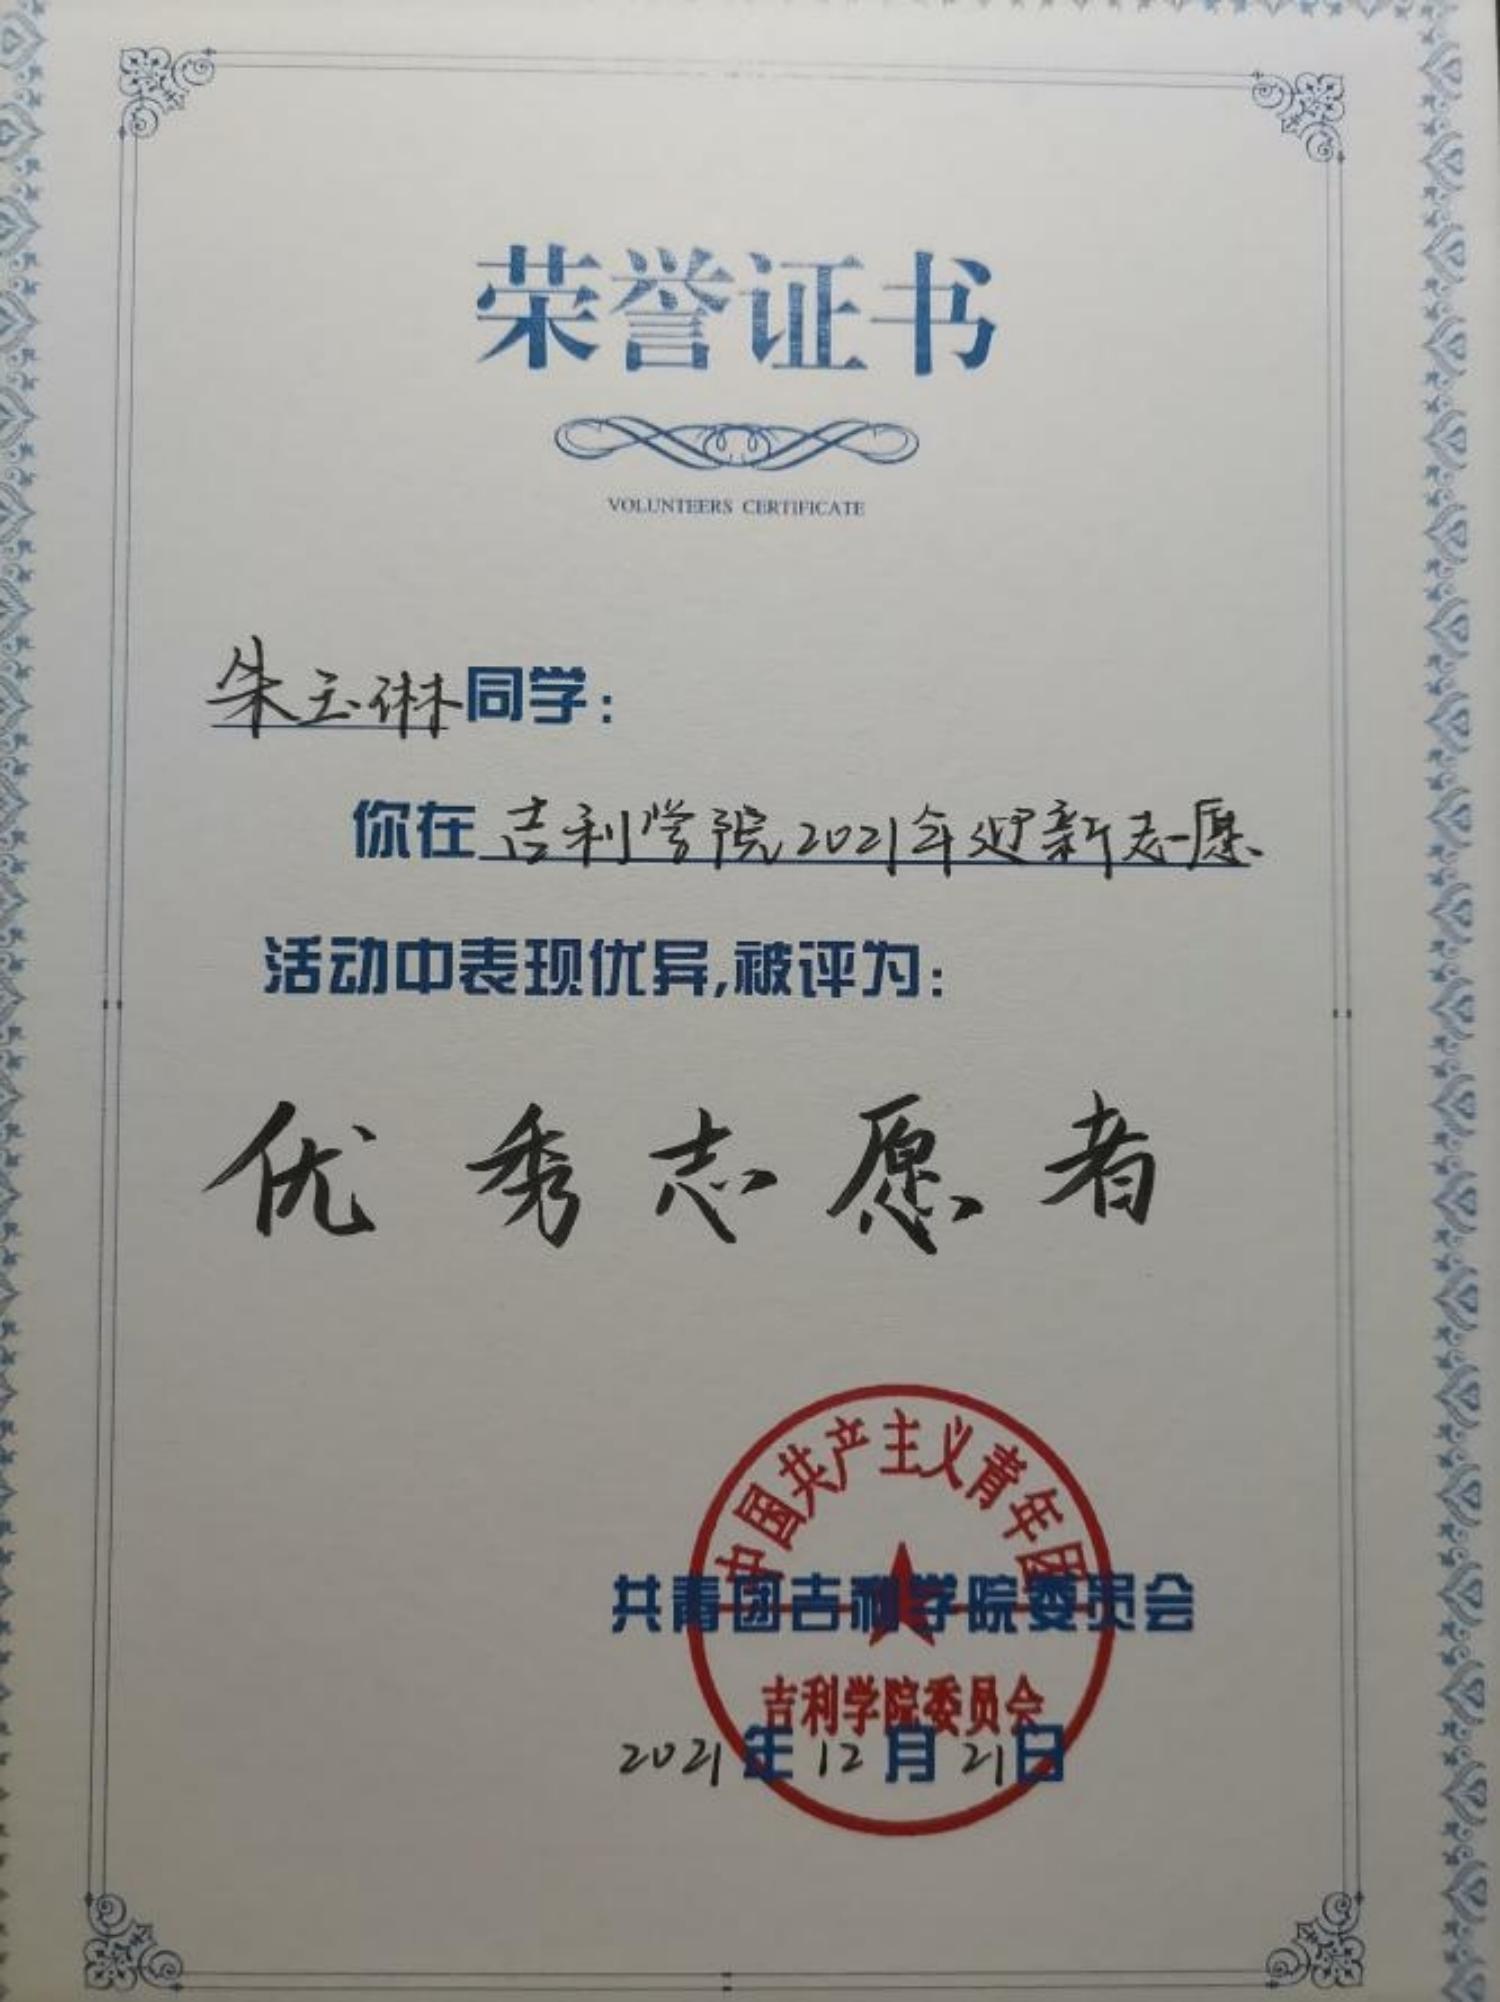 荣誉证书
VOLUNTEERS CERTIFICATE
朱玉琳同学:
你在吉利学院2021年迎新志愿
活动中表现优异,被评为:
优秀志愿者
中国共产主义青年团
共青团吉利学院委员会
吉利学院委员会
2021年12月21日